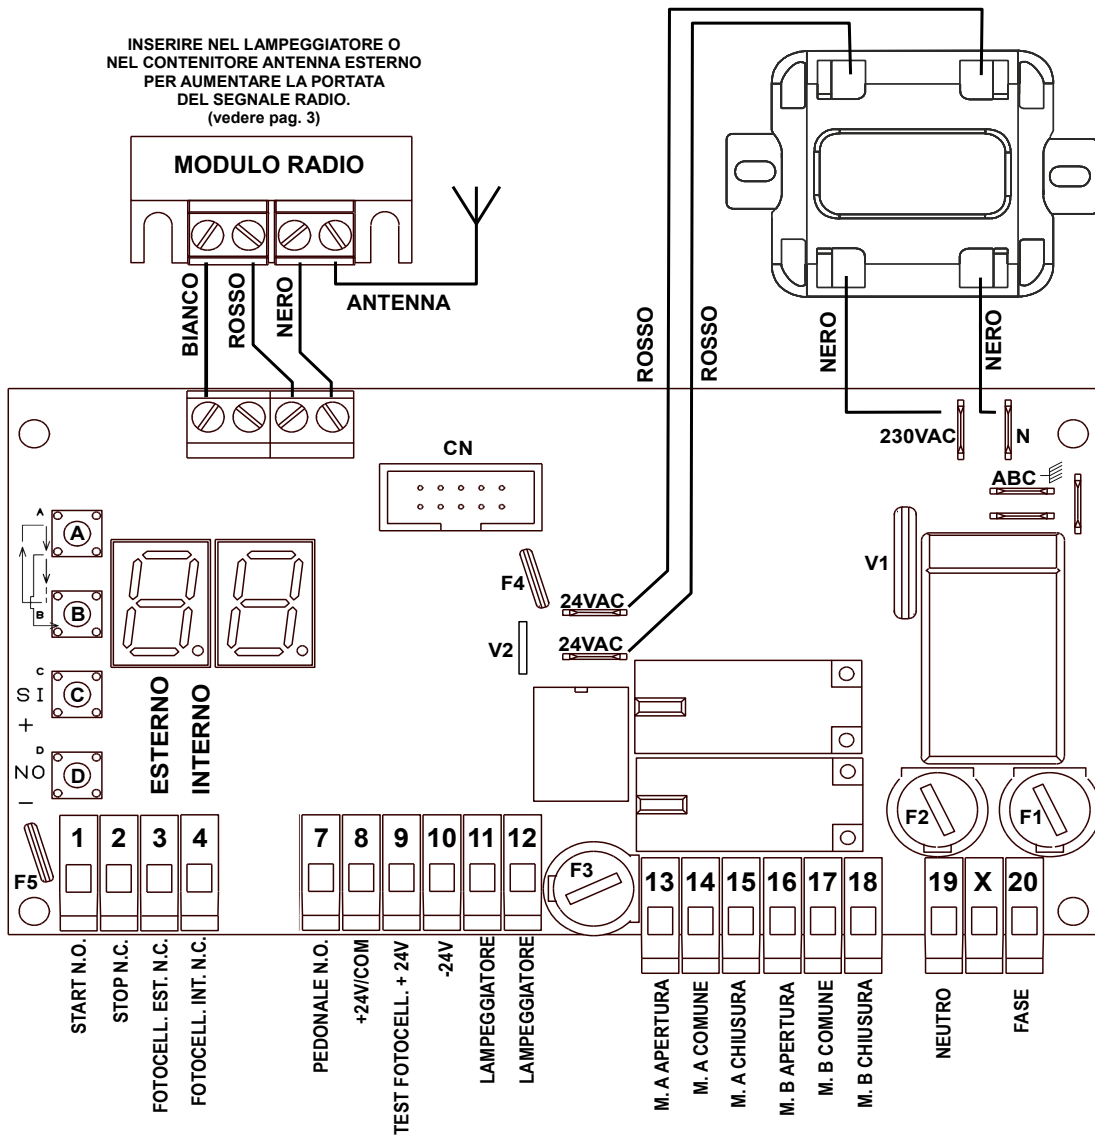 INSERIRE NEL LAMPEGGIATORE O
NEL CONTENITORE ANTENNA ESTERNO
PER AUMENTARE LA PORTATA
DEL SEGNALE RADIO.
(vedere pag. 3)
MODULO RADIO
BIANCO
ROSSO
NERO
ANTENNA
ROSSO
ROSSO
NERO
NERO
230VAC
N
ABC
CN
V1
F4
24VAC
V2
24VAC
A
A
B
B
C
SI
C
+
D
NO
D
-
ESTERNO
INTERNO
F5
F3
F2
F1
1
2
3
4
7
8
9
10
11
12
13
14
15
16
17
18
19
X
20
START N.O.
STOP N.C.
FOTOCELL. EST. N.C.
FOTOCELL. INT. N.C.
PEDONALE N.O.
+24V/COM
TEST FOTOCELL. + 24V
-24V
LAMPEGGIATORE
LAMPEGGIATORE
M. A APERTURA
M. A COMUNE
M. A CHIUSURA
M. B APERTURA
M. B COMUNE
M. B CHIUSURA
NEUTRO
FASE